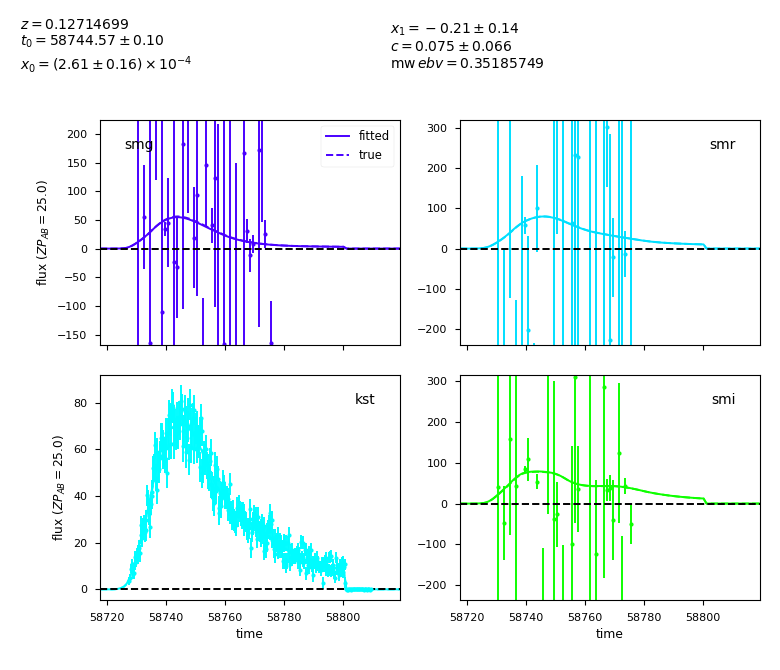 z = 0.12714699
t₀ = 58744.57 ± 0.10
x₀ = (2.61 ± 0.16) × 10⁻⁴
x₁ = −0.21 ± 0.14
c = 0.075 ± 0.066
mw ebv = 0.35185749
smg
fitted
true
200
150
100
50
0
−50
−100
−150
flux (ZP_AB = 25.0)
smr
300
200
100
0
−100
−200
kst
80
60
40
20
0
flux (ZP_AB = 25.0)
58720 58740 58760 58780 58800
time
smi
300
200
100
0
−100
−200
58720 58740 58760 58780 58800
time